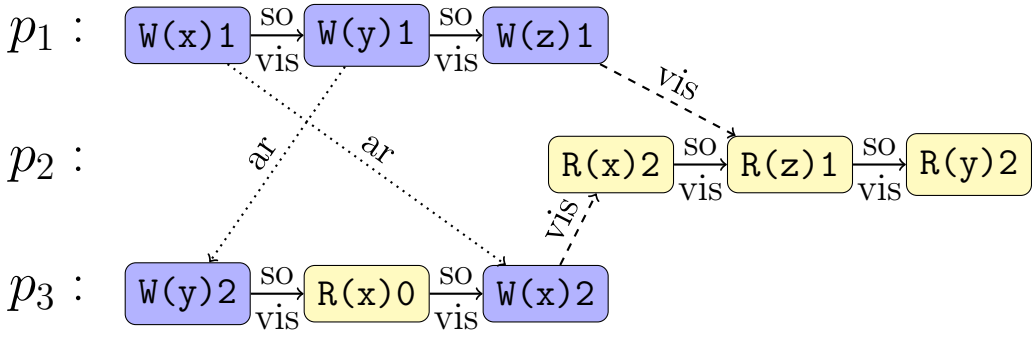 p₁ : W(x)1 so vis W(y)1 so vis W(z)1
vis
ar ar
p₂ : R(x)2 so vis R(z)1 so vis R(y)2
vis
p₃ : W(y)2 so vis R(x)0 so vis W(x)2